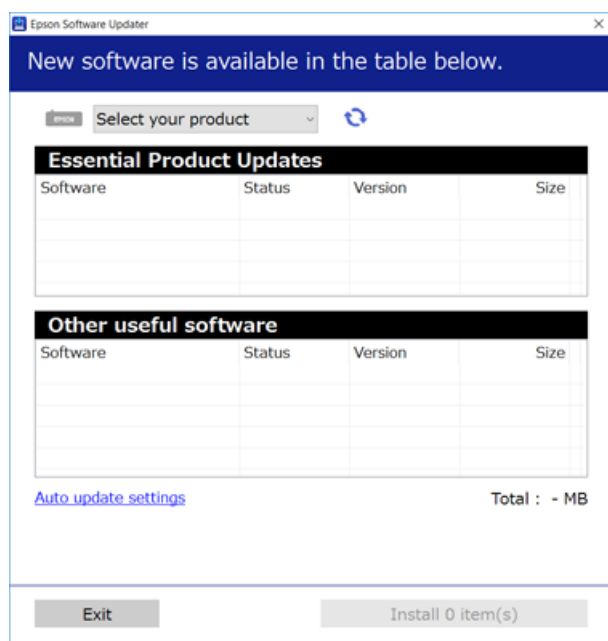 Epson Software Updater
New software is available in the table below.
EPSON Select your product
Essential Product Updates
Software Status Version Size
Other useful software
Software Status Version Size
Auto update settings Total : - MB
Exit Install 0 item(s)